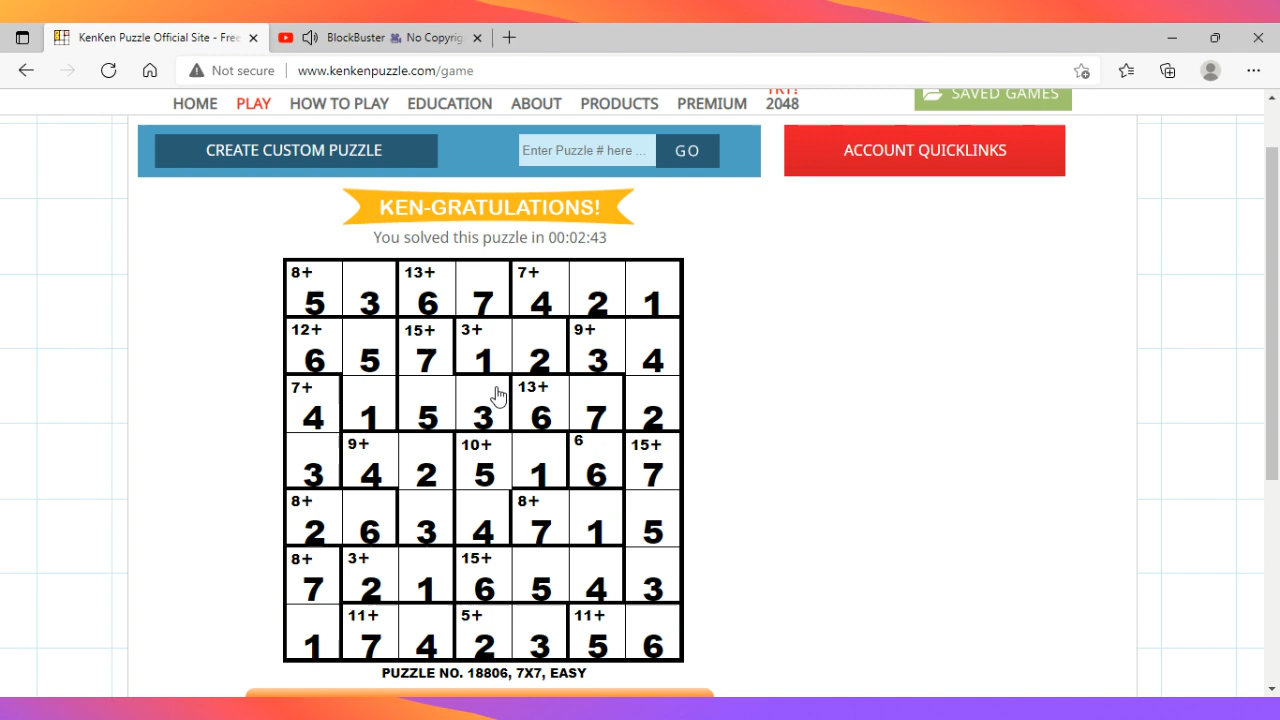 KenKen Puzzle Official Site - Free
BlockBuster 🎥 No Copyrig
Not secure
www.kenkenpuzzle.com/game
HOME PLAY HOW TO PLAY EDUCATION ABOUT PRODUCTS PREMIUM TRY! 2048
SAVED GAMES
CREATE CUSTOM PUZZLE
Enter Puzzle # here ...
GO
ACCOUNT QUICKLINKS
KEN-GRATULATIONS!
You solved this puzzle in 00:02:43
8+ 13+ 7+
5 3 6 7 4 2 1
12+ 15+ 3+ 9+
6 5 7 1 2 3 4
7+ 13+
4 1 5 3 6 7 2
9+ 10+ 6 15+
3 4 2 5 1 6 7
8+ 8+
2 6 3 4 7 1 5
8+ 3+ 15+
7 2 1 6 5 4 3
11+ 5+ 11+
1 7 4 2 3 5 6
PUZZLE NO. 18806, 7X7, EASY